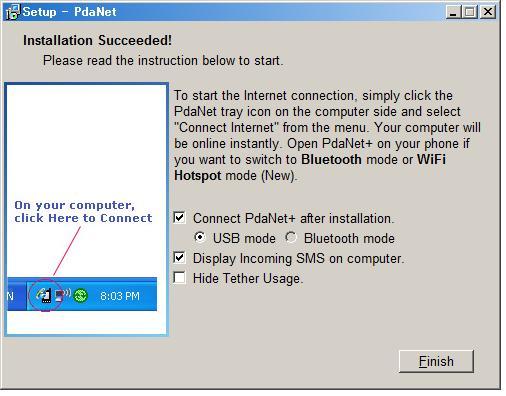 Setup - PdaNet
Installation Succeeded!
Please read the instruction below to start.
To start the Internet connection, simply click the
PdaNet tray icon on the computer side and select
"Connect Internet" from the menu. Your computer will
be online instantly. Open PdaNet+ on your phone if
you want to switch to Bluetooth mode or WiFi
Hotspot mode (New).
On your computer,
click Here to Connect
N
8:03 PM
Connect PdaNet+ after installation.
USB mode
Bluetooth mode
Display Incoming SMS on computer.
Hide Tether Usage.
Finish